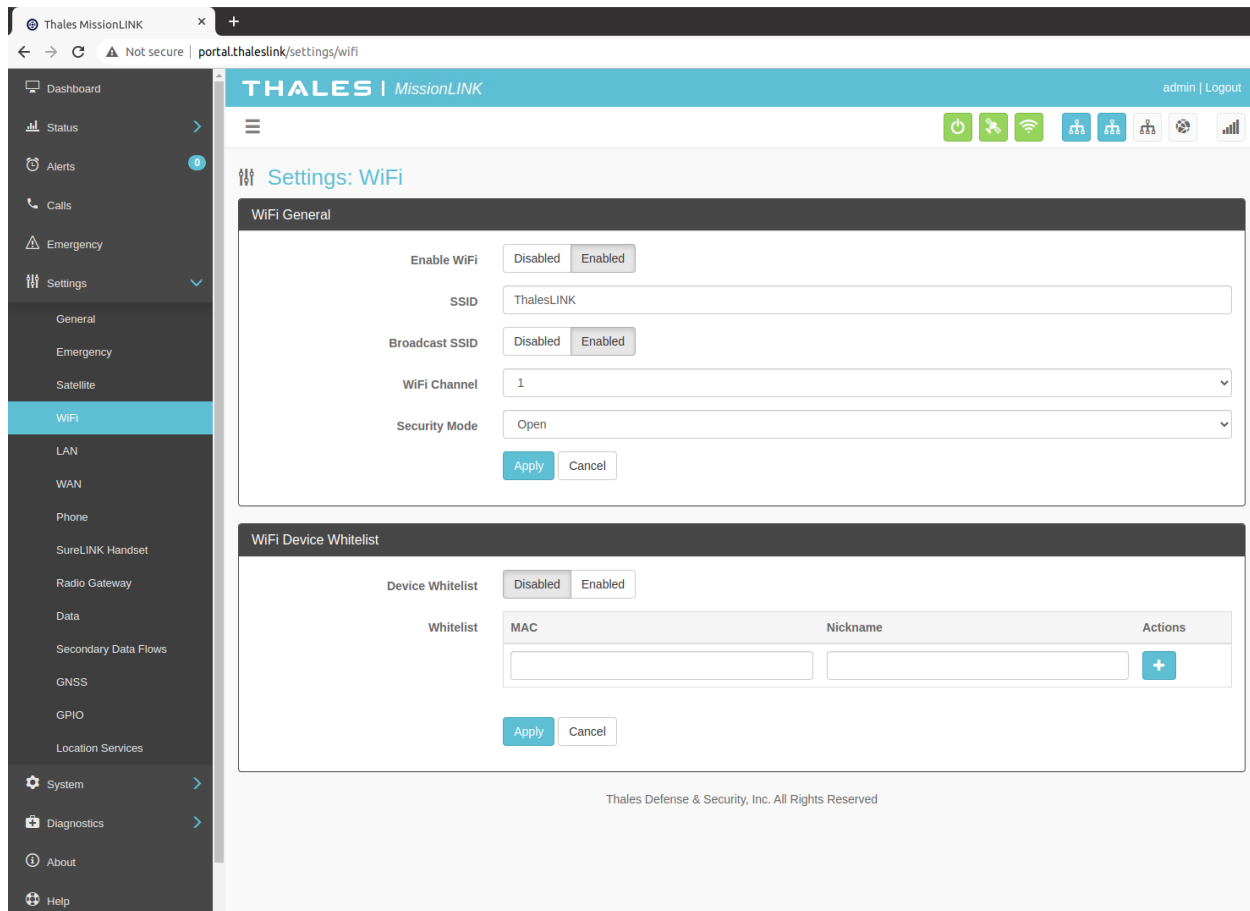 Thales MissionLINK
Not secure | portal.thaleslink/settings/wifi
THALES | MissionLINK
admin | Logout
Dashboard
Status
Alerts 0
Calls
Emergency
Settings
General
Emergency
Satellite
WiFi
LAN
WAN
Phone
SureLINK Handset
Radio Gateway
Data
Secondary Data Flows
GNSS
GPIO
Location Services
System
Diagnostics
About
Help
Settings: WiFi
WiFi General
Enable WiFi Disabled Enabled
SSID ThalesLINK
Broadcast SSID Disabled Enabled
WiFi Channel 1
Security Mode Open
Apply Cancel
WiFi Device Whitelist
Device Whitelist Disabled Enabled
Whitelist MAC Nickname Actions
Apply Cancel
Thales Defense & Security, Inc. All Rights Reserved